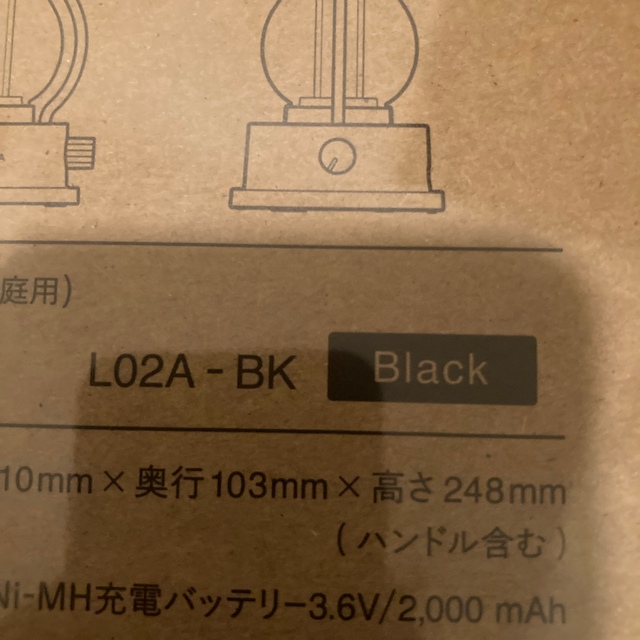 庭用)
L02A-BK Black
10mm×奥行103mm×高さ248mm
(ハンドル含む)
Ni-MH充電バッテリー3.6V/2,000 mAh